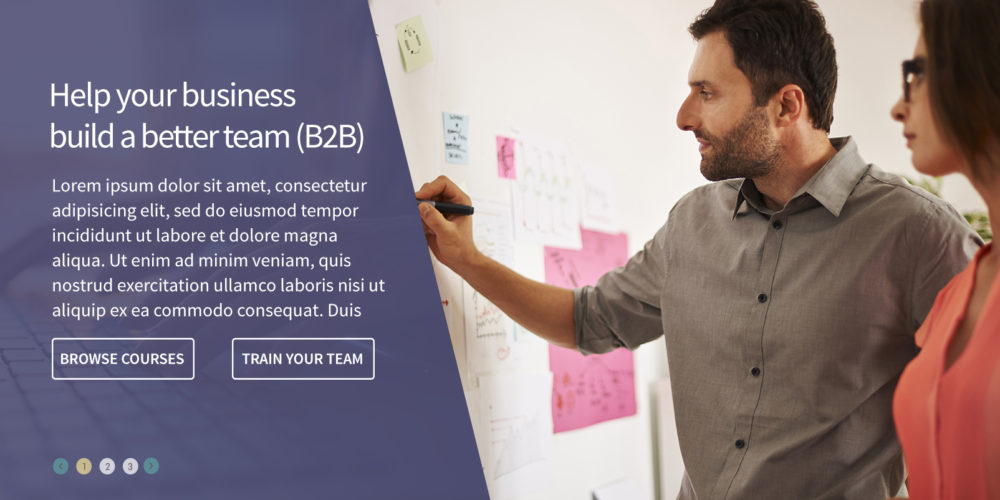 Help your business
build a better team (B2B)
Lorem ipsum dolor sit amet, consectetur
adipisicing elit, sed do eiusmod tempor
incididunt ut labore et dolore magna
aliqua. Ut enim ad minim veniam, quis
nostrud exercitation ullamco laboris nisi ut
aliquip ex ea commodo consequat. Duis
BROWSE COURSES TRAIN YOUR TEAM
1 2 3